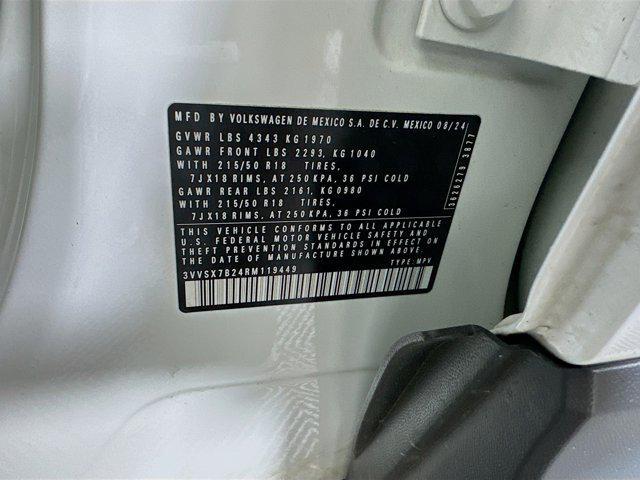 MFD BY VOLKSWAGEN DE MEXICO S.A. DE C.V. MEXICO 08/24
GVWR LBS 4343 KG 1970
GAWR FRONT LBS 2293, KG 1040
WITH 215/50 R18 TIRES,
7JX18 RIMS, AT 250 KPA, 36 PSI COLD
GAWR REAR LBS 2161, KG 0980
WITH 215/50 R18 TIRES,
7JX18 RIMS, AT 250 KPA, 36 PSI COLD
THIS VEHICLE CONFORMS TO ALL APPLICABLE
U.S. FEDERAL MOTOR VEHICLE SAFETY AND
THEFT PREVENTION STANDARDS IN EFFECT ON
THE DATE OF MANUFACTURE SHOWN ABOVE.
3VVSX7B24RM119449 TYPE: MPV
3626279 3877